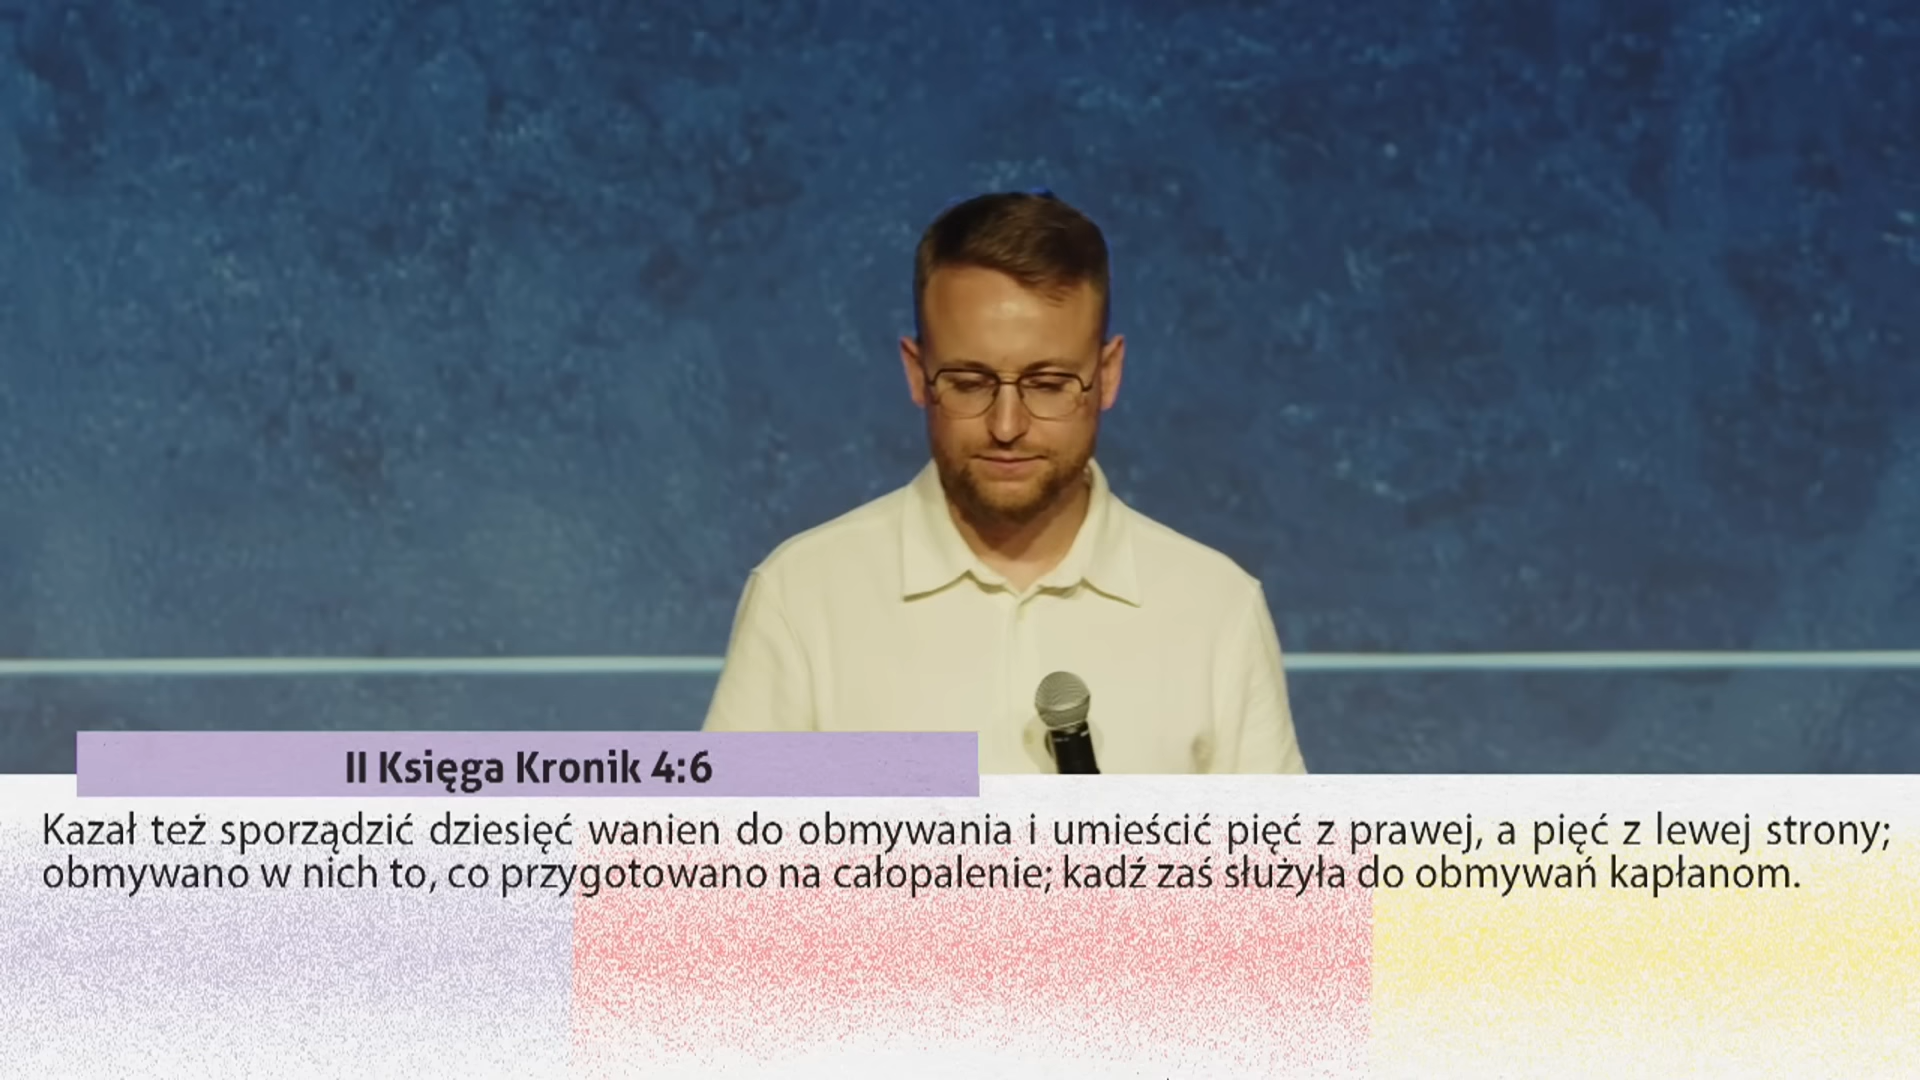 II Księga Kronik 4:6
Kazał też sporządzić dziesięć wanien do obmywania i umieścić pięć z prawej, a pięć z lewej strony;
obmywano w nich to, co przygotowano na całopalenie; kadź zaś służyła do obmywań kapłanom.